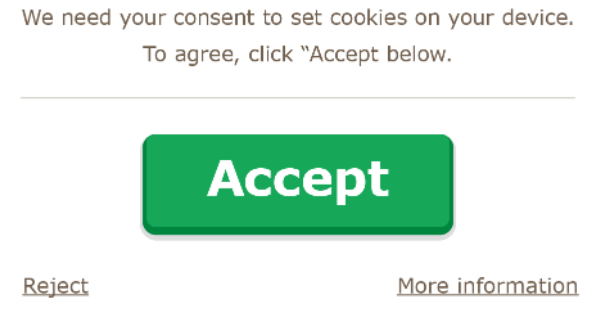 We need your consent to set cookies on your device.
To agree, click “Accept below.
Accept
Reject More information